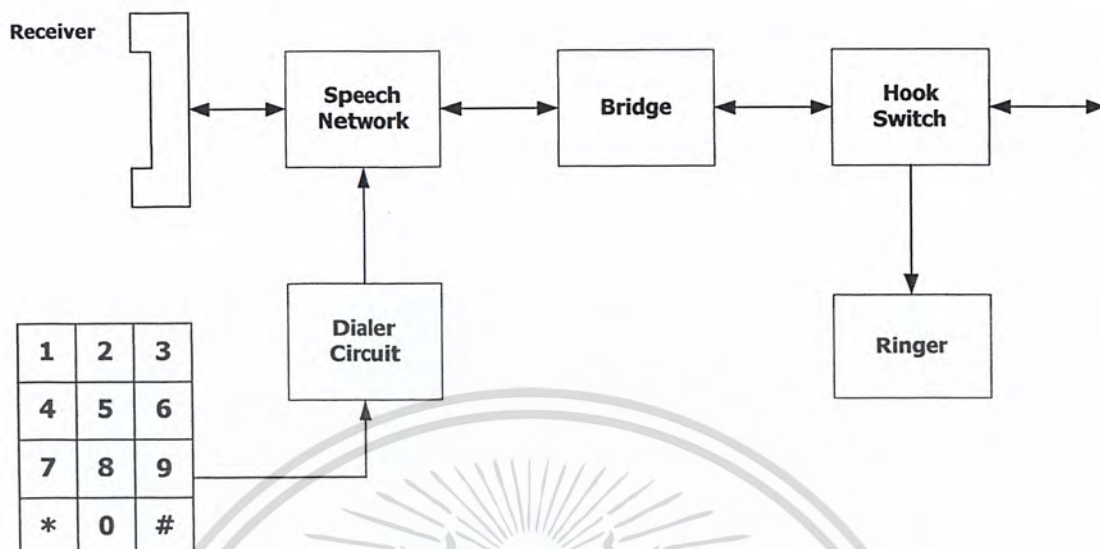 Receiver
Speech
Network
Bridge
Hook
Switch
Dialer
Circuit
Ringer
1 2 3
4 5 6
7 8 9
* 0 #